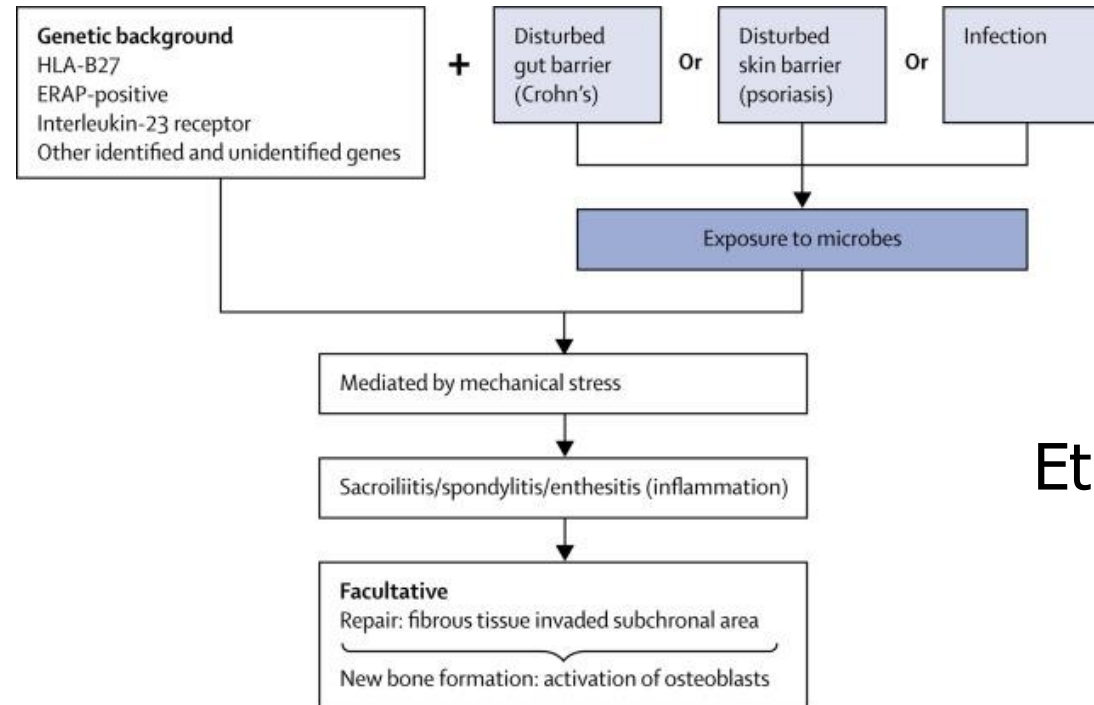 Genetic background
HLA-B27
ERAP-positive
Interleukin-23 receptor
Other identified and unidentified genes
+
Disturbed
gut barrier
(Crohn's)
Or
Disturbed
skin barrier
(psoriasis)
Or
Infection
Exposure to microbes
Mediated by mechanical stress
Sacroiliitis/spondylitis/enthesitis (inflammation)
Et
Facultative
Repair: fibrous tissue invaded subchronal area
New bone formation: activation of osteoblasts